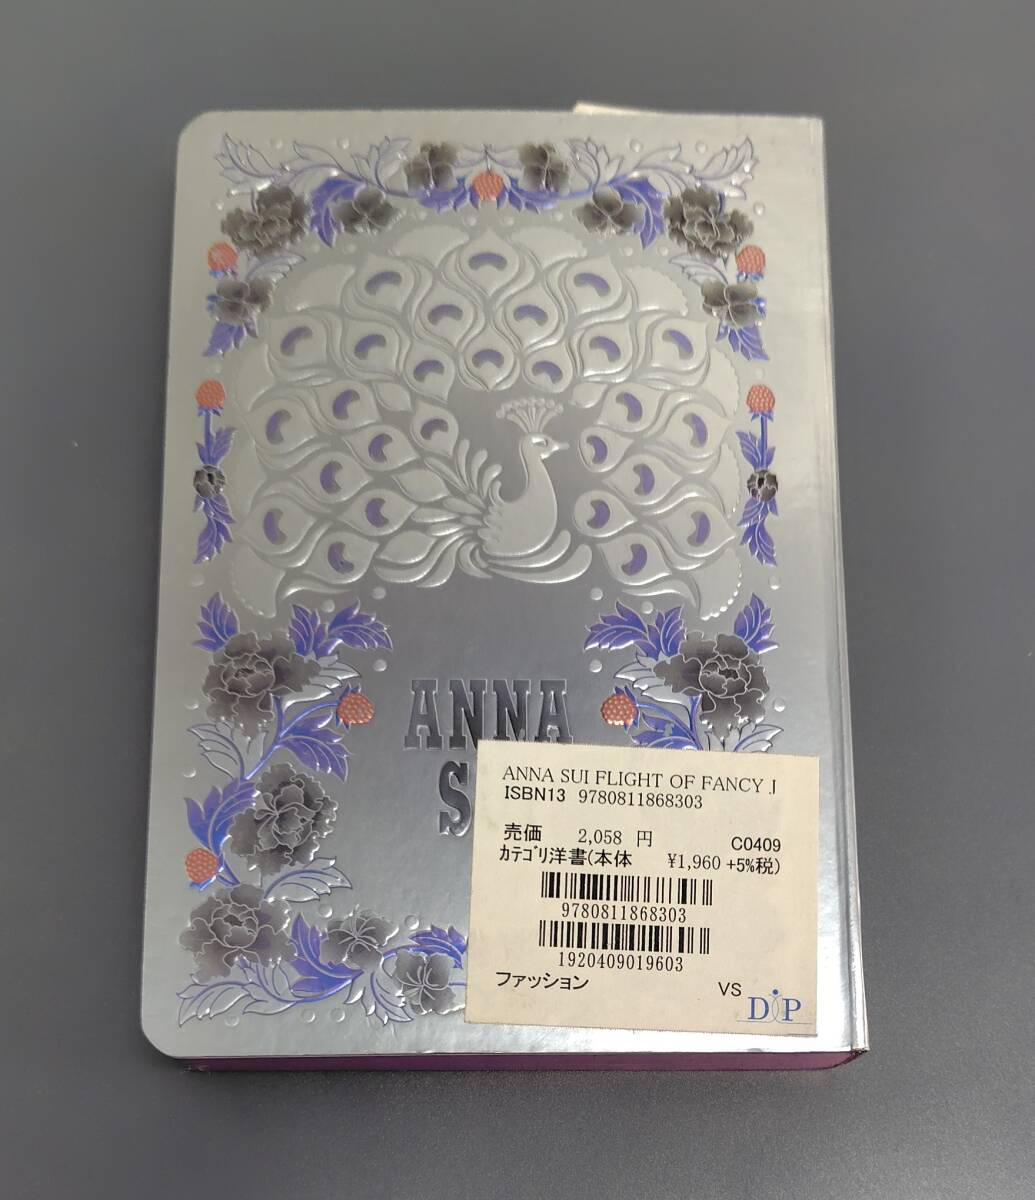 ANNA
S
ANNA SUI FLIGHT OF FANCY J
ISBN13 9780811868303
売価 2,058 円 C0409
ｶﾃｺﾞﾘ洋書(本体 ¥1,960 +5%税)
9780811868303
1920409019603
ファッション VS DiP